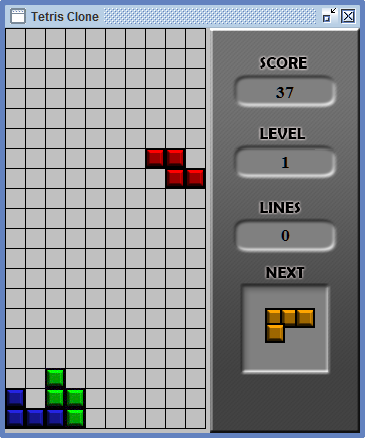 Tetris Clone
SCORE
37
LEVEL
1
LINES
0
NEXT